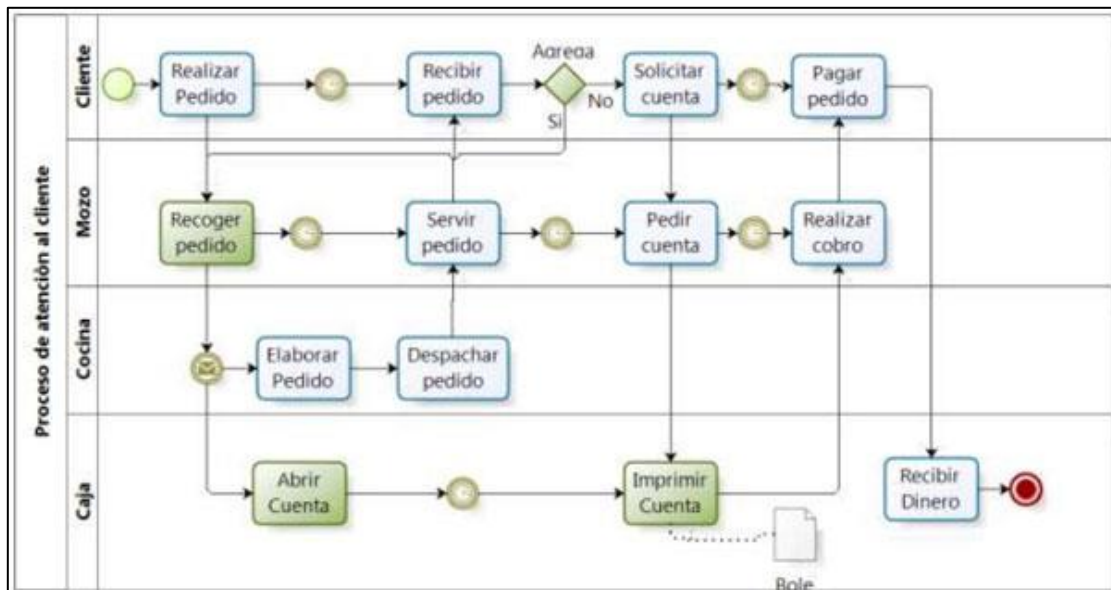 Proceso de atención al cliente
Cliente
Realizar
Pedido
Recibir
pedido
Agrega
No
Si
Solicitar
cuenta
Pagar
pedido
Mozo
Recoger
pedido
Servir
pedido
Pedir
cuenta
Realizar
cobro
Cocina
Elaborar
Pedido
Despachar
pedido
Caja
Abrir
Cuenta
Imprimir
Cuenta
Recibir
Dinero
Bole